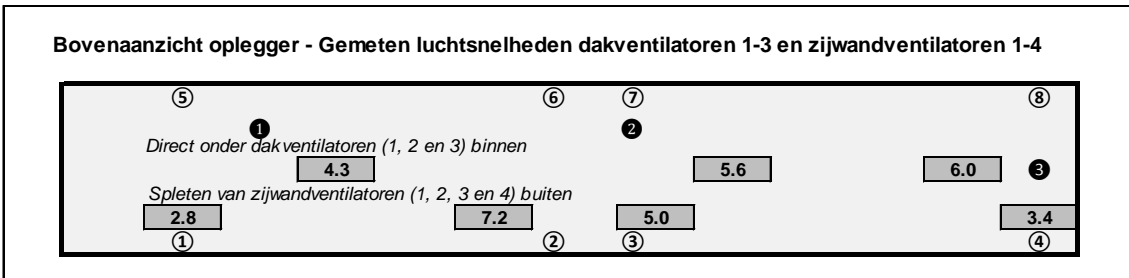 Bovenaanzicht oplegger - Gemeten luchtsnelheden dakventilatoren 1-3 en zijwandventilatoren 1-4
⑤ ⑥ ⑦ ⑧
❶ ❷
Direct onder dakventilatoren (1, 2 en 3) binnen
4.3 5.6 6.0 ❸
Spleten van zijwandventilatoren (1, 2, 3 en 4) buiten
2.8 7.2 5.0 3.4
① ② ③ ④